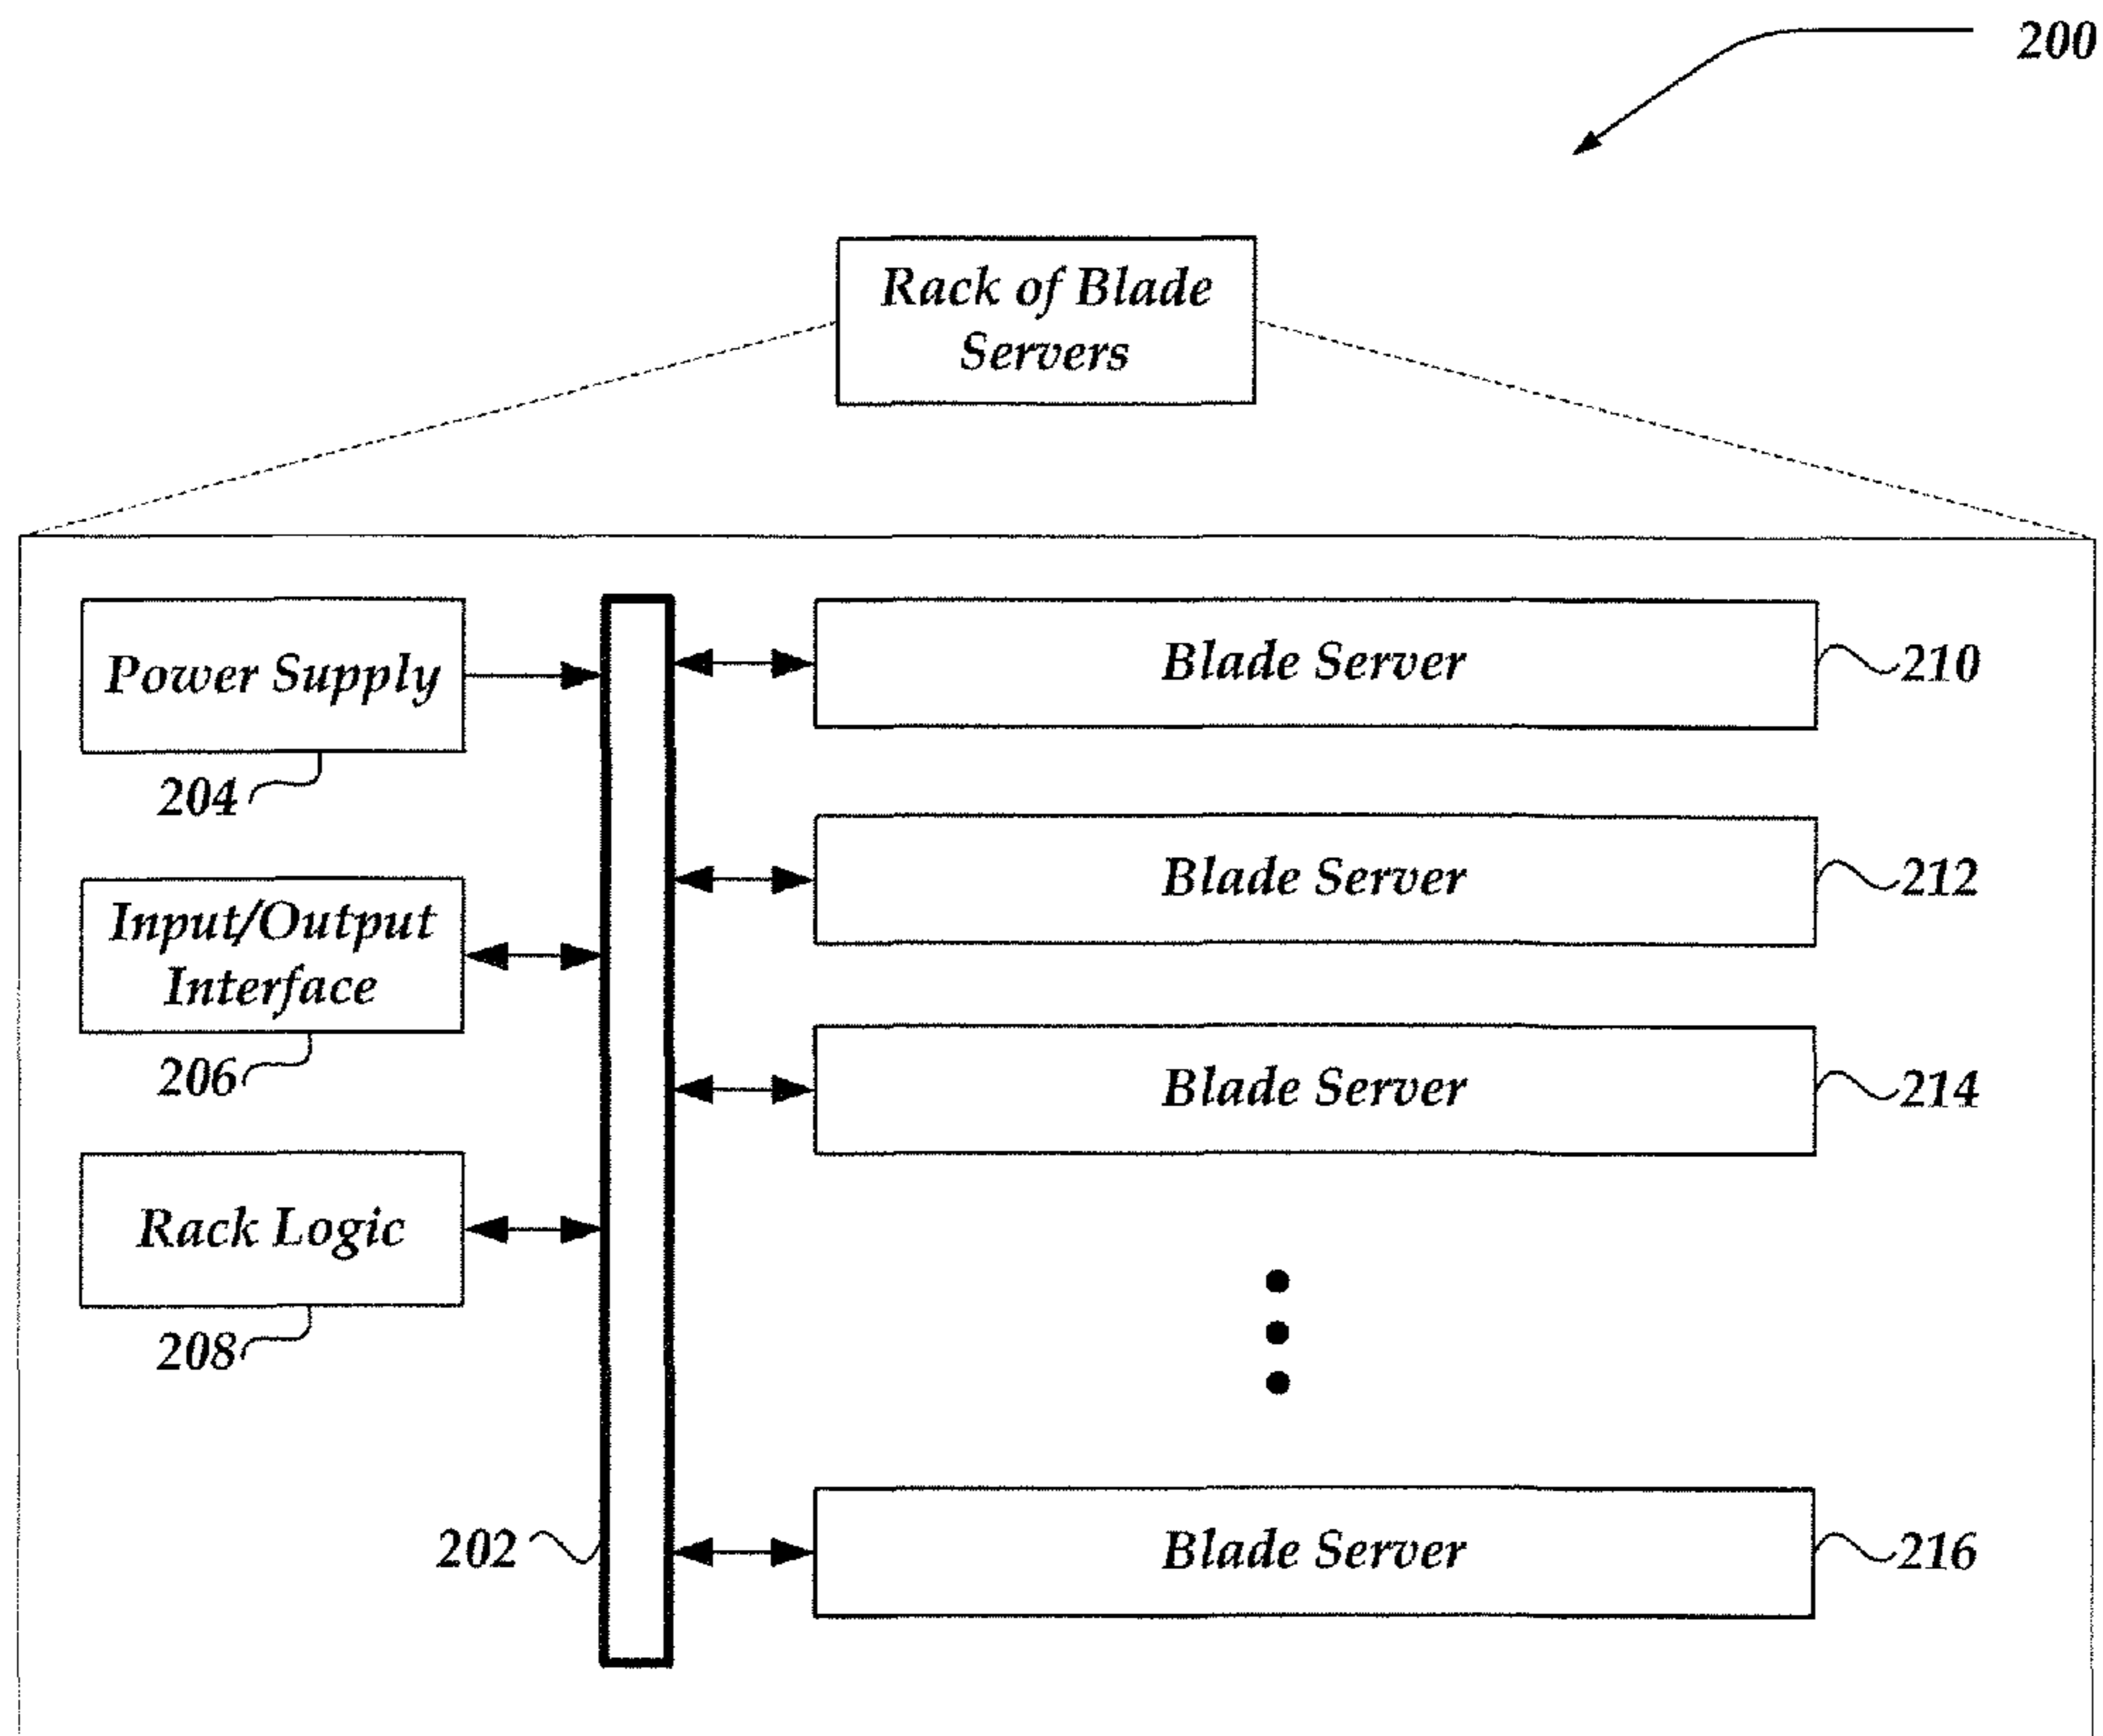 200
Rack of Blade
Servers
Power Supply
204
Input/Output
Interface
206
Rack Logic
208
202
Blade Server
210
Blade Server
212
Blade Server
214
Blade Server
216